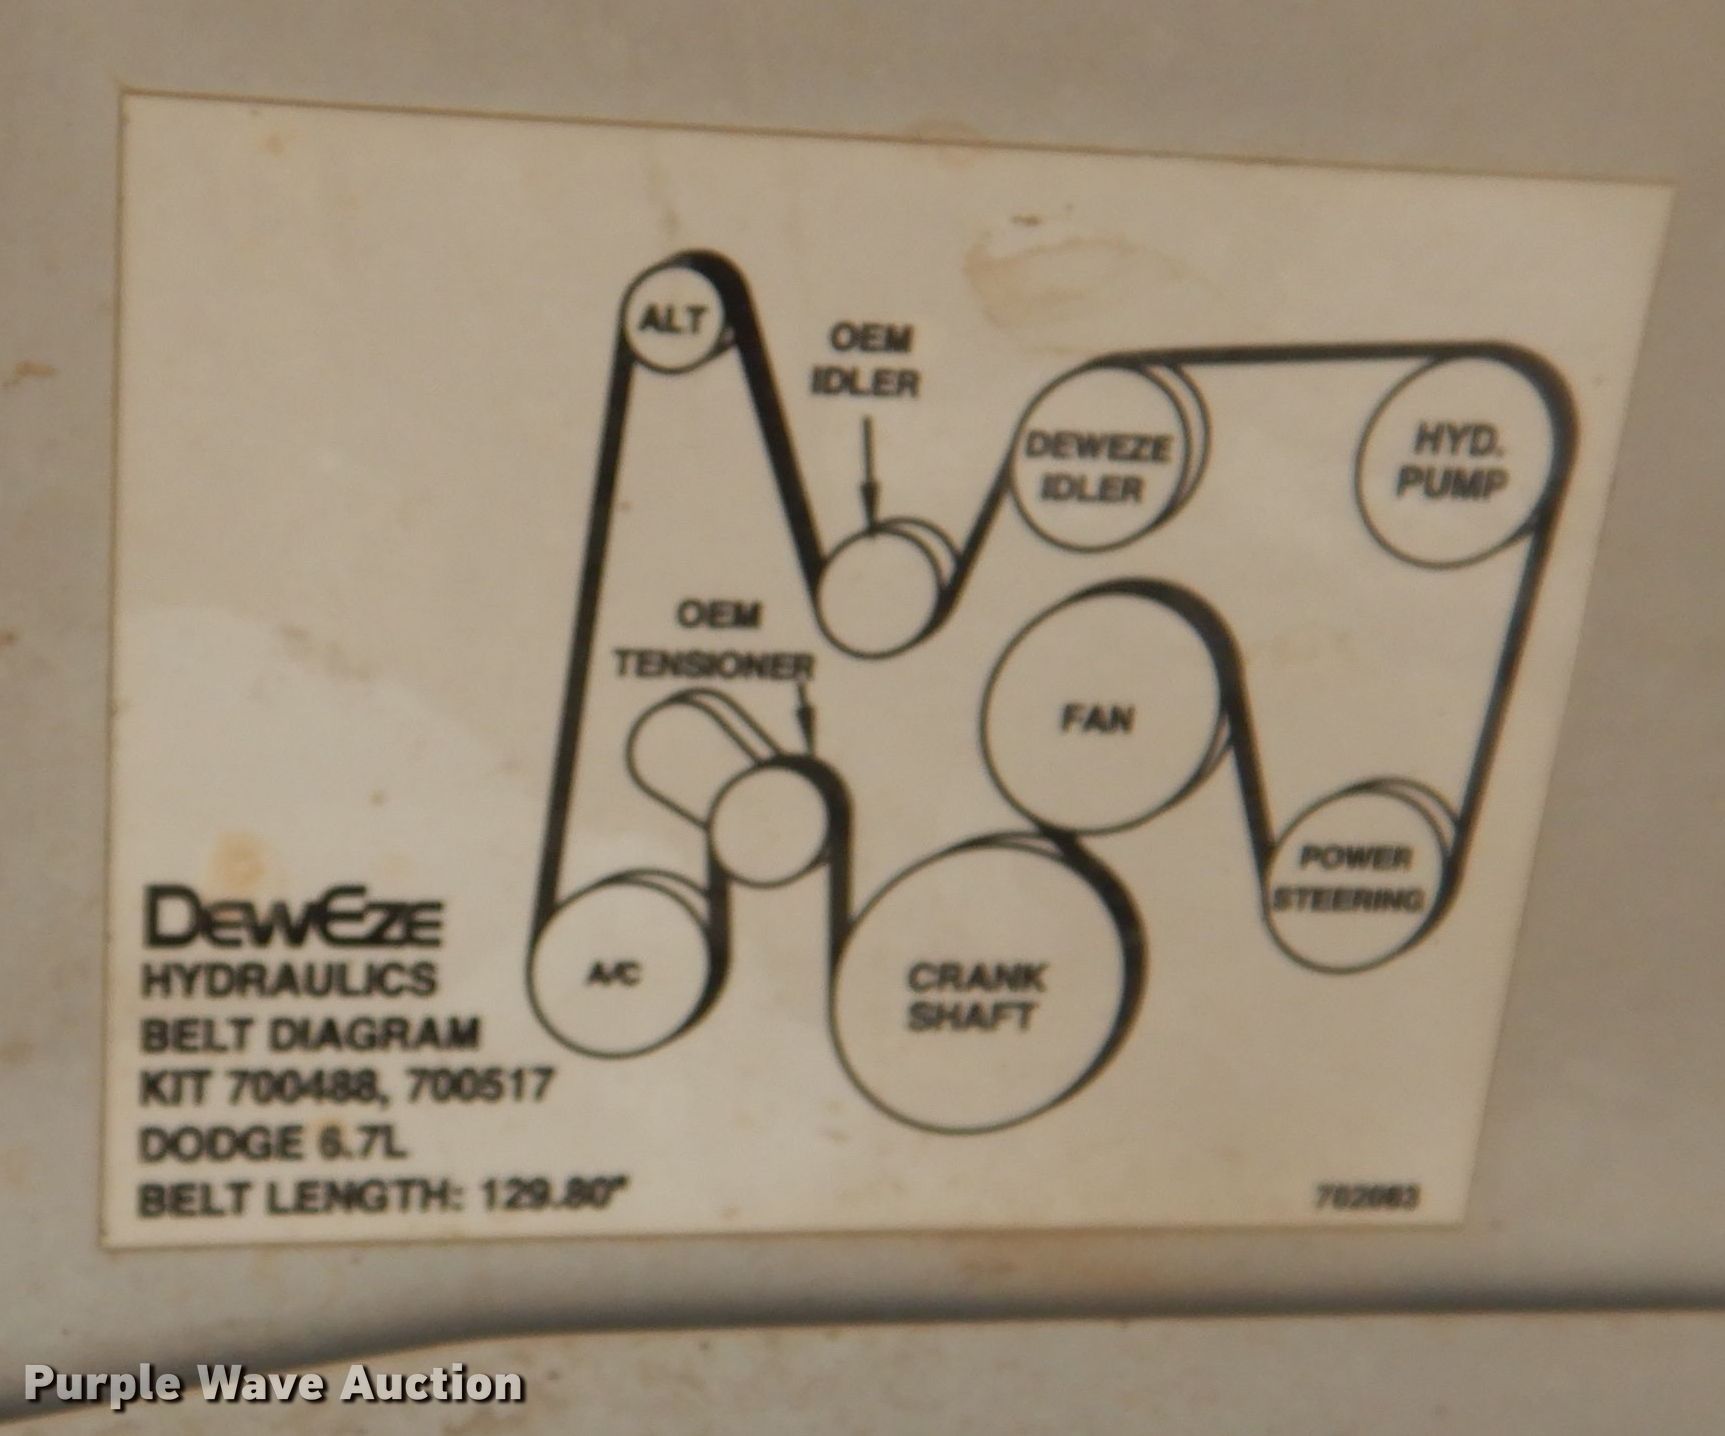 ALT
OEM
IDLER
DEWEZE
IDLER
HYD.
PUMP
OEM
TENSIONER
FAN
POWER
STEERING
A/C
CRANK
SHAFT
DEWEZE
HYDRAULICS
BELT DIAGRAM
KIT 700488, 700517
DODGE 6.7L
BELT LENGTH: 129.80"
Purple Wave Auction